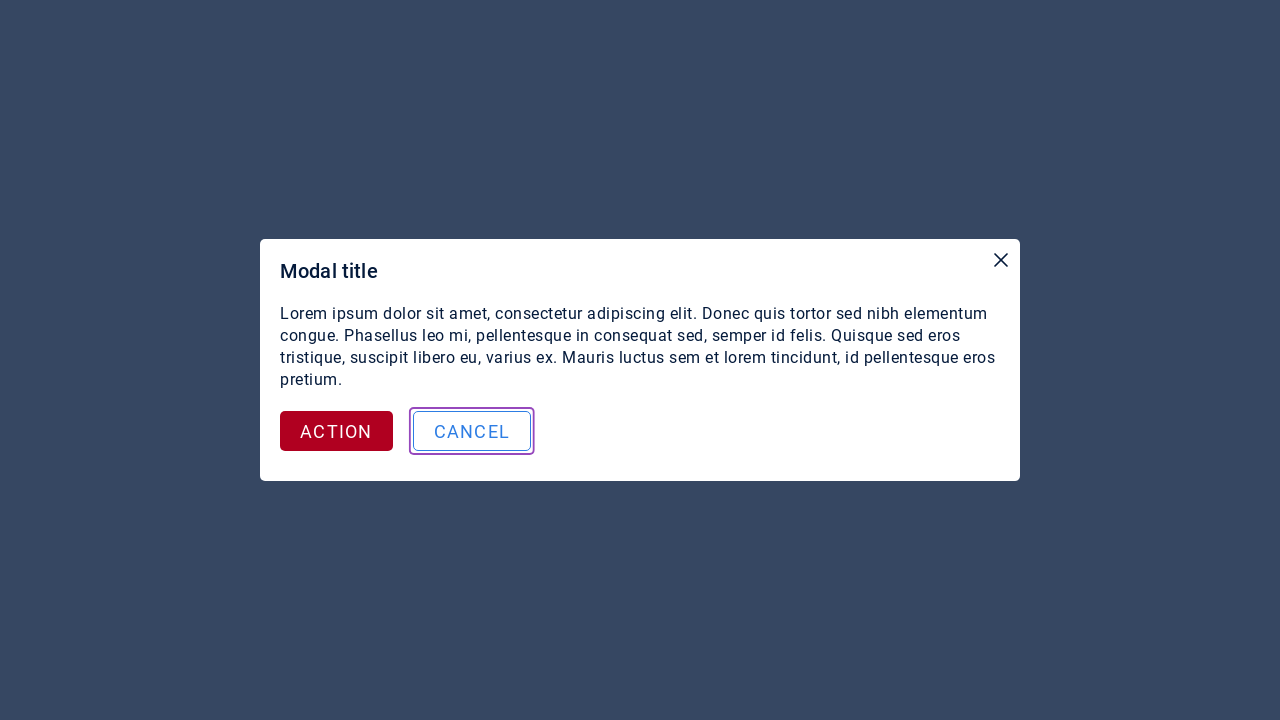 Modal title
Lorem ipsum dolor sit amet, consectetur adipiscing elit. Donec quis tortor sed nibh elementum
congue. Phasellus leo mi, pellentesque in consequat sed, semper id felis. Quisque sed eros
tristique, suscipit libero eu, varius ex. Mauris luctus sem et lorem tincidunt, id pellentesque eros
pretium.
ACTION CANCEL